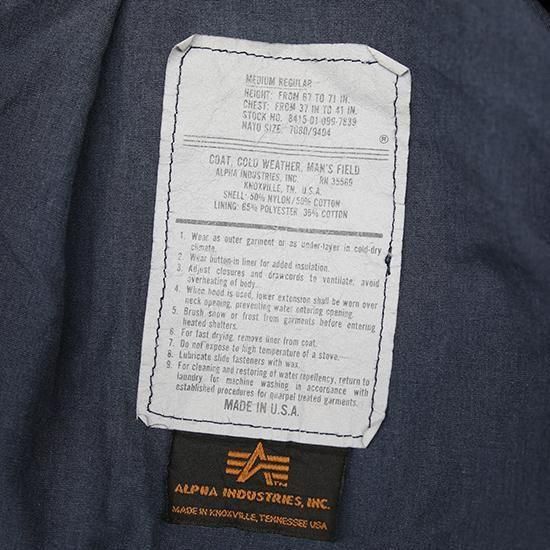 MEDIUM REGULAR
HEIGHT: FROM 67 TO 71 IN.
CHEST: FROM 37 IN TO 41 IN.
STOCK NO. 8415-01-099-7839
NATO SIZE: 7080/9404
®
COAT, COLD WEATHER, MAN'S FIELD
ALPHA INDUSTRIES, INC. RN 35569
KNOXVILLE, TN, U.S.A.
SHELL: 50% NYLON/50% COTTON
LINING: 65% POLYESTER 35% COTTON
1. Wear as outer garment or as under-layer in cold-dry
climate.
2. Wear button-in liner for added insulation.
3. Adjust closures and drawcords to ventilate, avoid
overheating of body.
4. When hood is used, lower extension shall be worn over
neck opening, preventing water entering opening.
5. Brush snow or frost from garments before entering
heated shelters.
6. For fast drying, remove liner from coat.
7. Do not expose to high temperature of a stove.
8. Lubricate slide fasteners with wax.
9. For cleaning and restoring of water repellency, return to
laundry for machine washing in accordance with
established procedures for quarpel treated garments.
MADE IN U.S.A.
TM
ALPHA INDUSTRIES, INC.
MADE IN KNOXVILLE, TENNESSEE USA